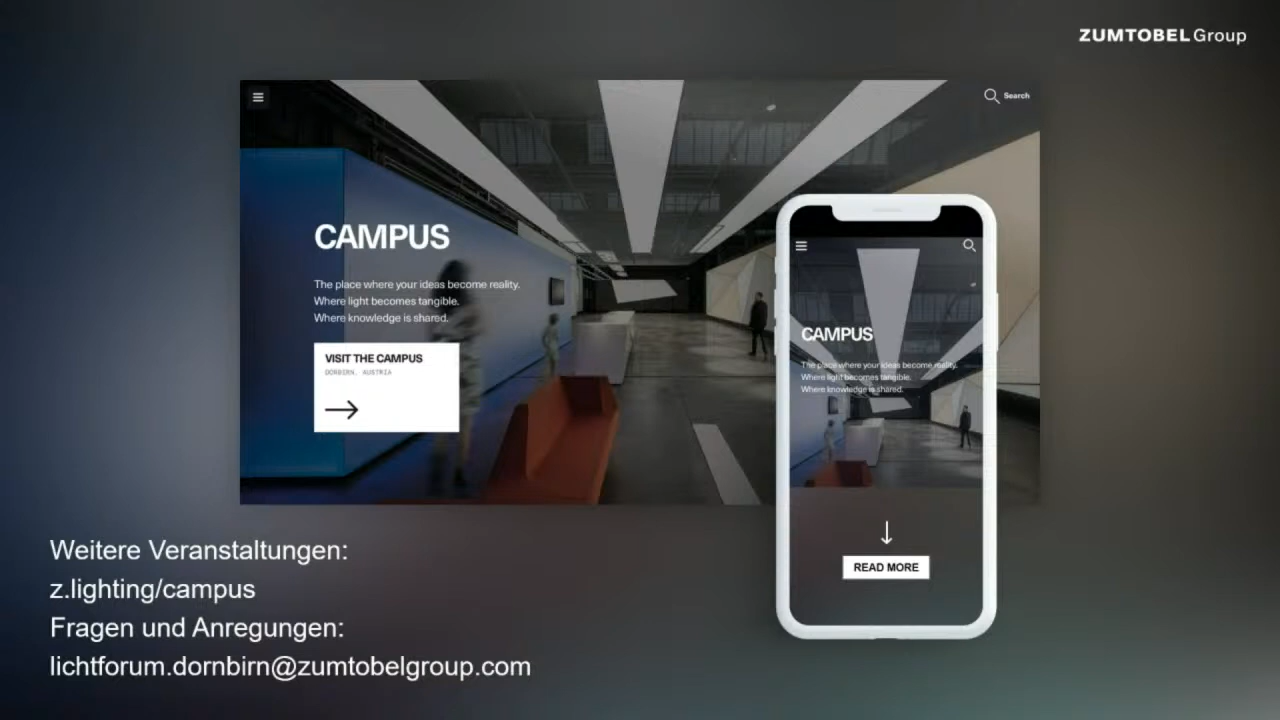 ZUMTOBEL Group
Search
CAMPUS
The place where your ideas become reality.
Where light becomes tangible.
Where knowledge is shared.
VISIT THE CAMPUS
DORBIRN, AUSTRIA
CAMPUS
The place where your ideas become reality.
Where light becomes tangible.
Where knowledge is shared.
READ MORE
Weitere Veranstaltungen:
z.lighting/campus
Fragen und Anregungen:
lichtforum.dornbirn@zumtobelgroup.com